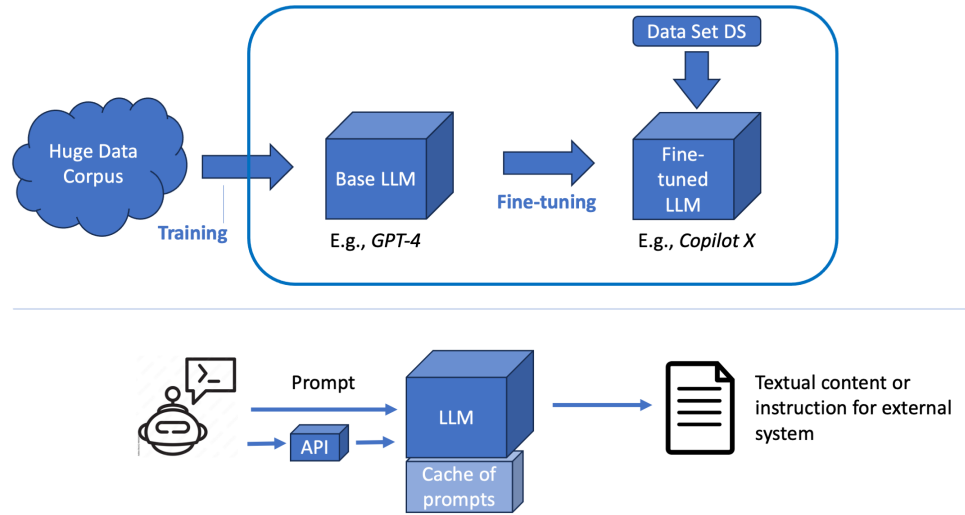 Data Set DS
Huge Data
Corpus
Base LLM
Fine-
tuned
LLM
Training
Fine-tuning
E.g., GPT-4
E.g., Copilot X
Prompt
API
LLM
Cache of
prompts
Textual content or
instruction for external
system